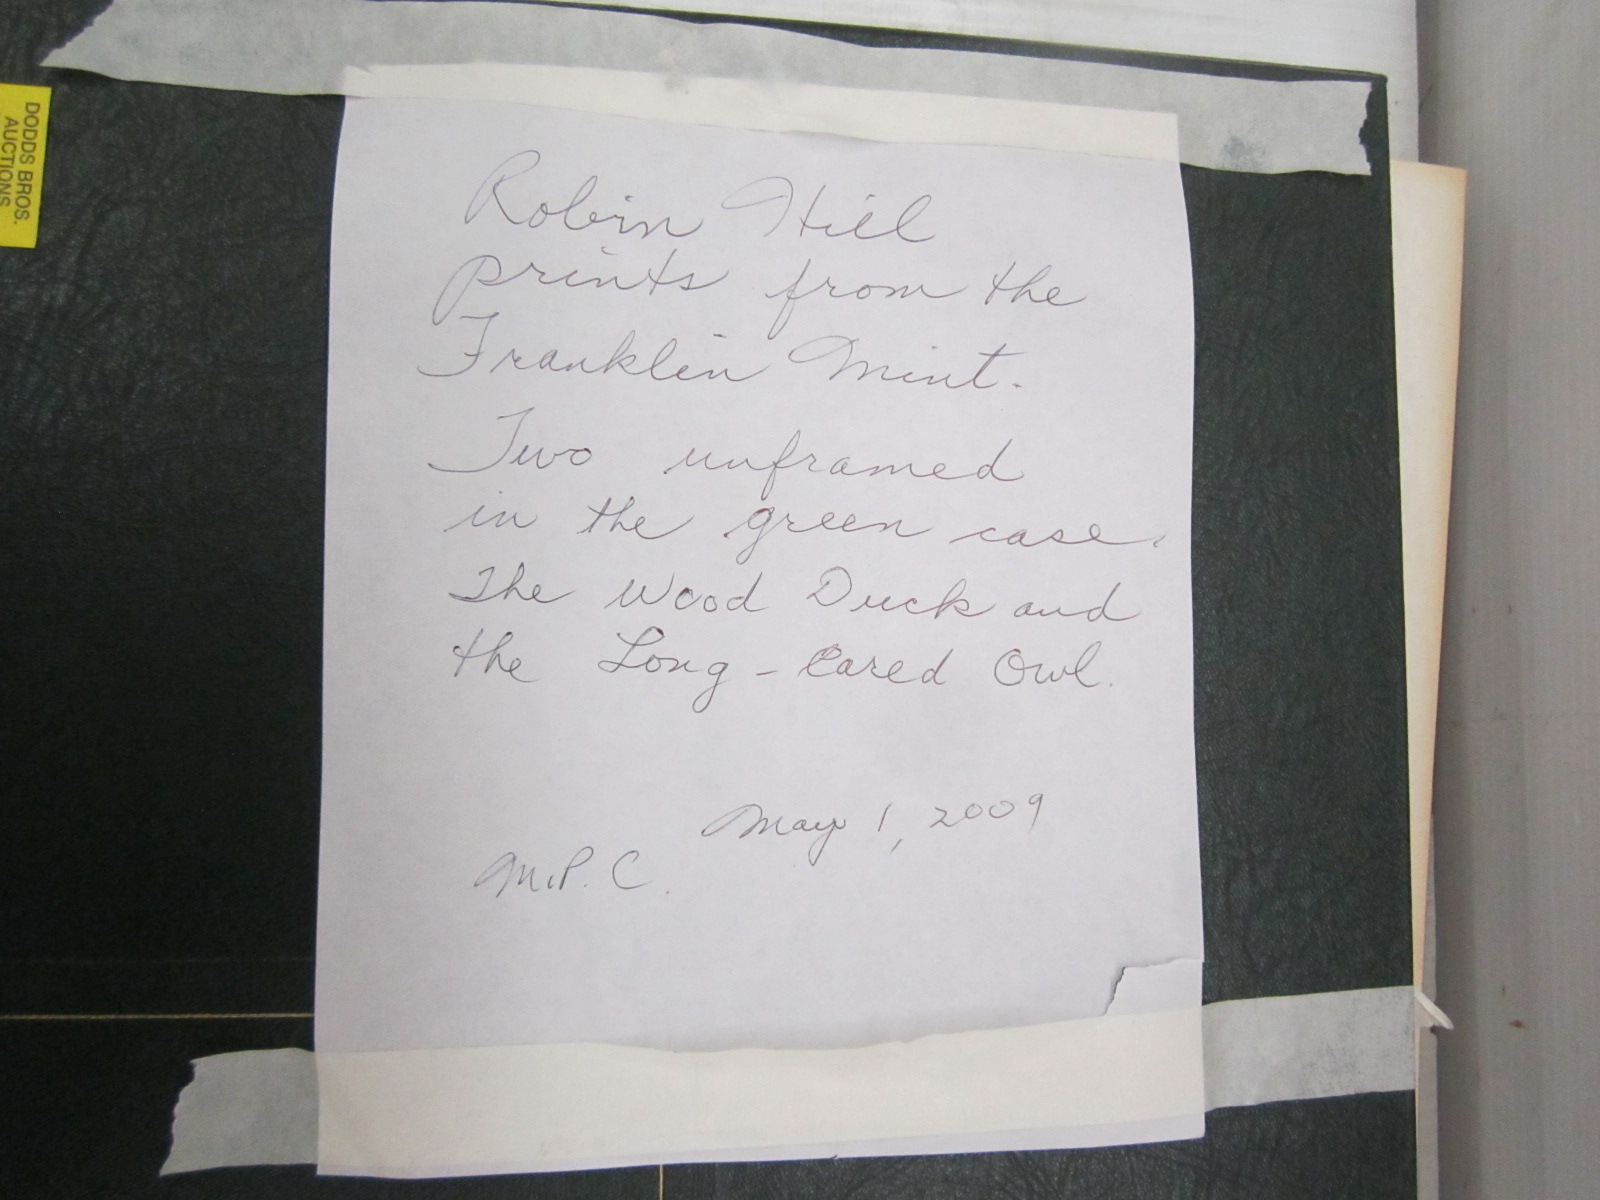 DODDS BROS.
AUCTIONS
Robin Hill
prints from the
Franklin Mint.
Two unframed
in the green case.
The Wood Duck and
the Long-Eared Owl.
May 1, 2009
M.P.C.